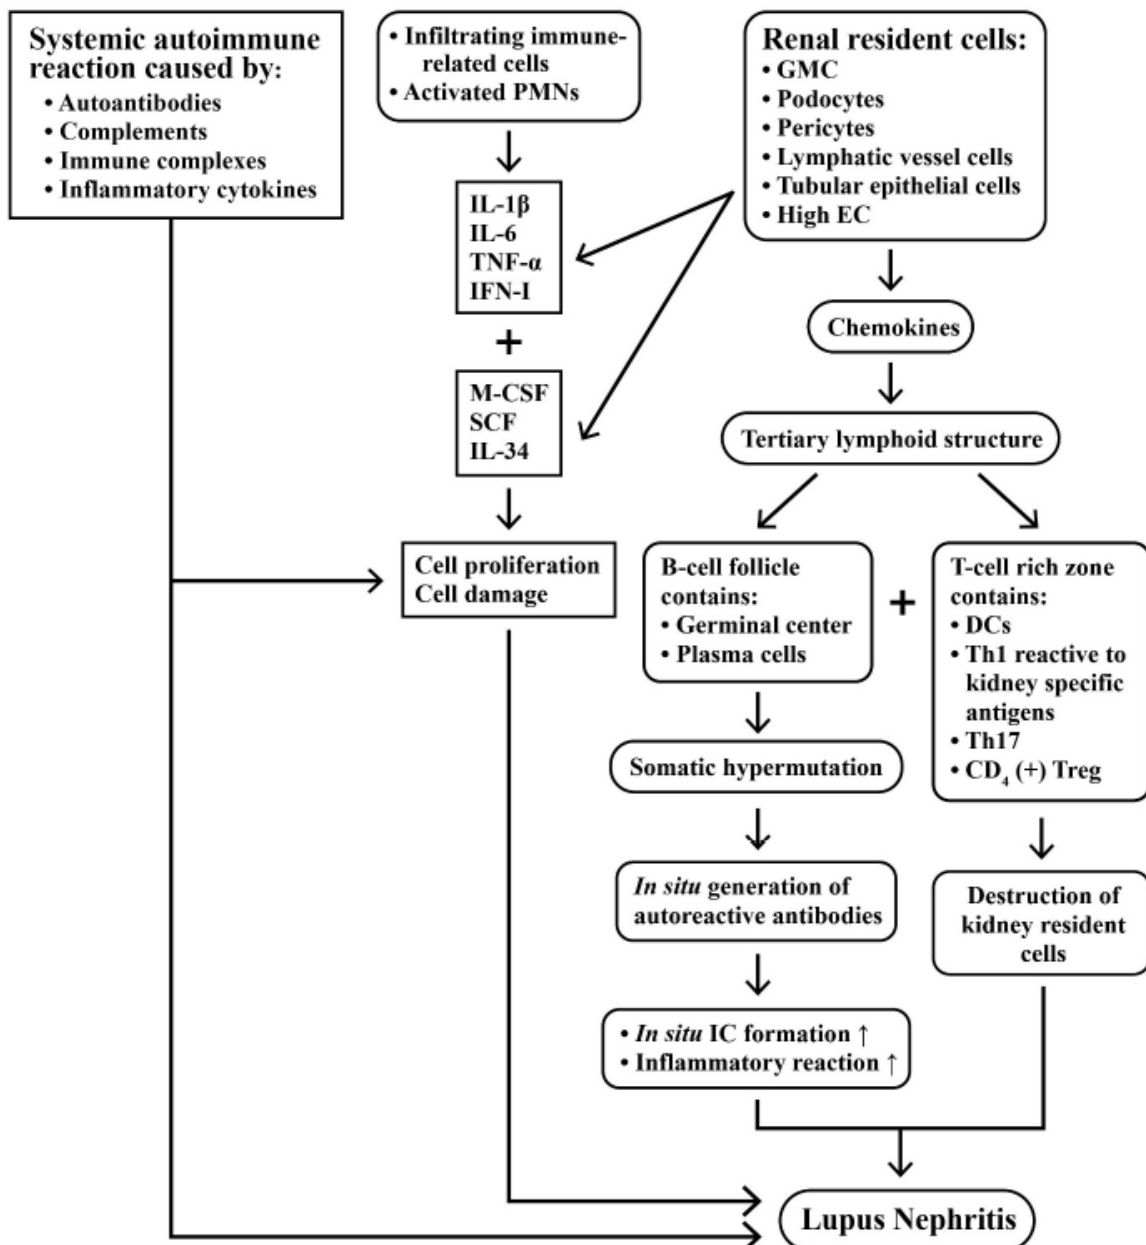 Systemic autoimmune
reaction caused by:
• Autoantibodies
• Complements
• Immune complexes
• Inflammatory cytokines
• Infiltrating immune-
related cells
• Activated PMNs
Renal resident cells:
• GMC
• Podocytes
• Pericytes
• Lymphatic vessel cells
• Tubular epithelial cells
• High EC
IL-1β
IL-6
TNF-α
IFN-I
+
M-CSF
SCF
IL-34
Chemokines
Tertiary lymphoid structure
Cell proliferation
Cell damage
B-cell follicle
contains:
• Germinal center
• Plasma cells
+
T-cell rich zone
contains:
• DCs
• Th1 reactive to
kidney specific
antigens
• Th17
• CD₄ (+) Treg
Somatic hypermutation
In situ generation of
autoreactive antibodies
Destruction of
kidney resident
cells
• In situ IC formation ↑
• Inflammatory reaction ↑
Lupus Nephritis